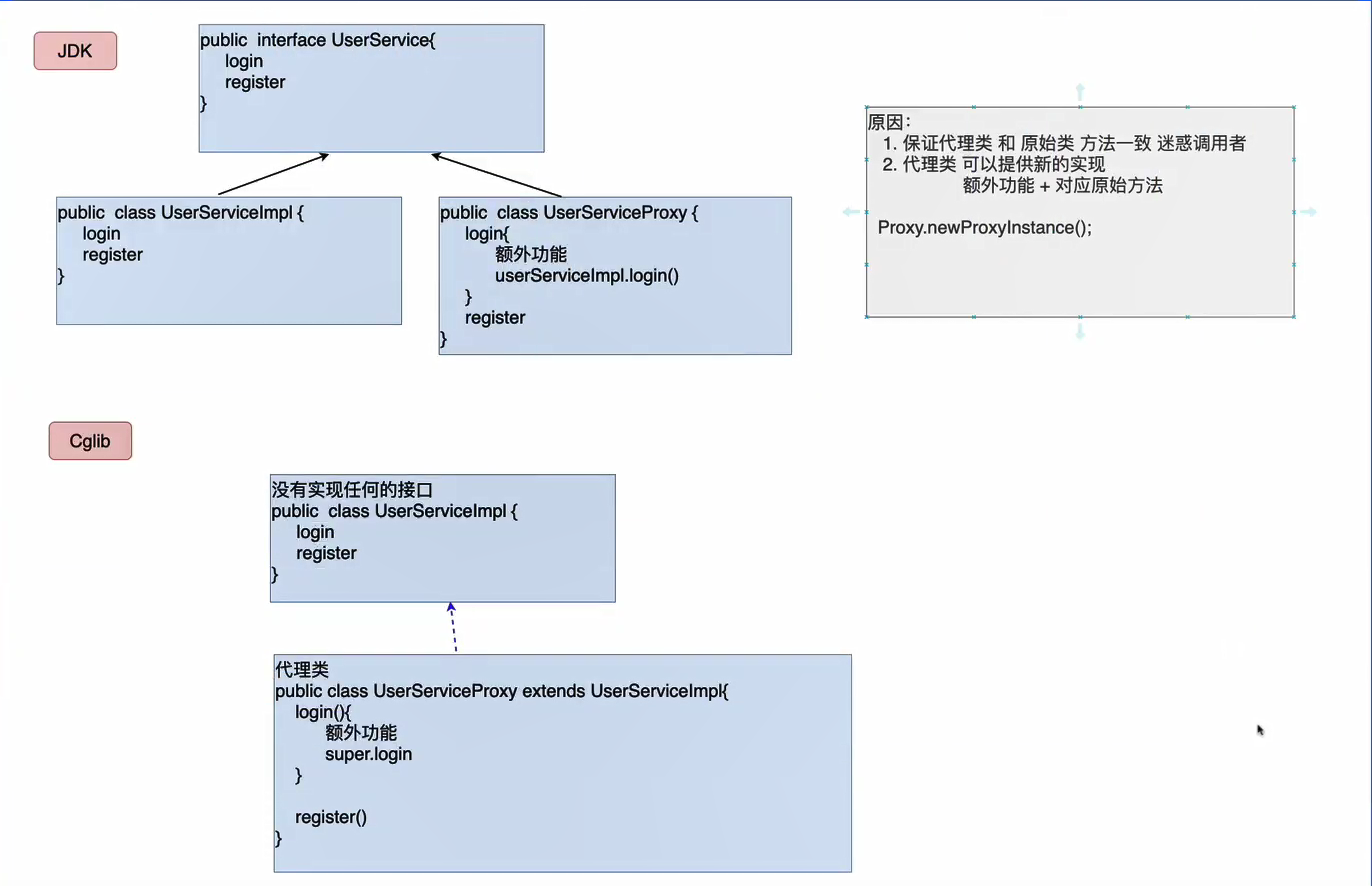 JDK
public  interface UserService{
login
register
}
public  class UserServiceImpl {
login
register
}
public  class UserServiceProxy {
login{
额外功能
userServiceImpl.login()
}
register
}
原因：
1. 保证代理类 和 原始类 方法一致 迷惑调用者
2. 代理类 可以提供新的实现
额外功能 + 对应原始方法
Proxy.newProxyInstance();
Cglib
没有实现任何的接口
public  class UserServiceImpl {
login
register
}
代理类
public class UserServiceProxy extends UserServiceImpl{
login(){
额外功能
super.login
}
register()
}